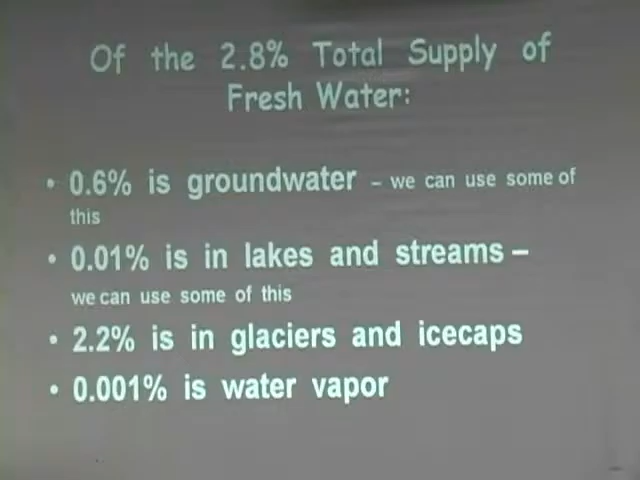 Of the 2.8% Total Supply of
Fresh Water:
• 0.6% is groundwater – we can use some of
this
• 0.01% is in lakes and streams –
we can use some of this
• 2.2% is in glaciers and icecaps
• 0.001% is water vapor